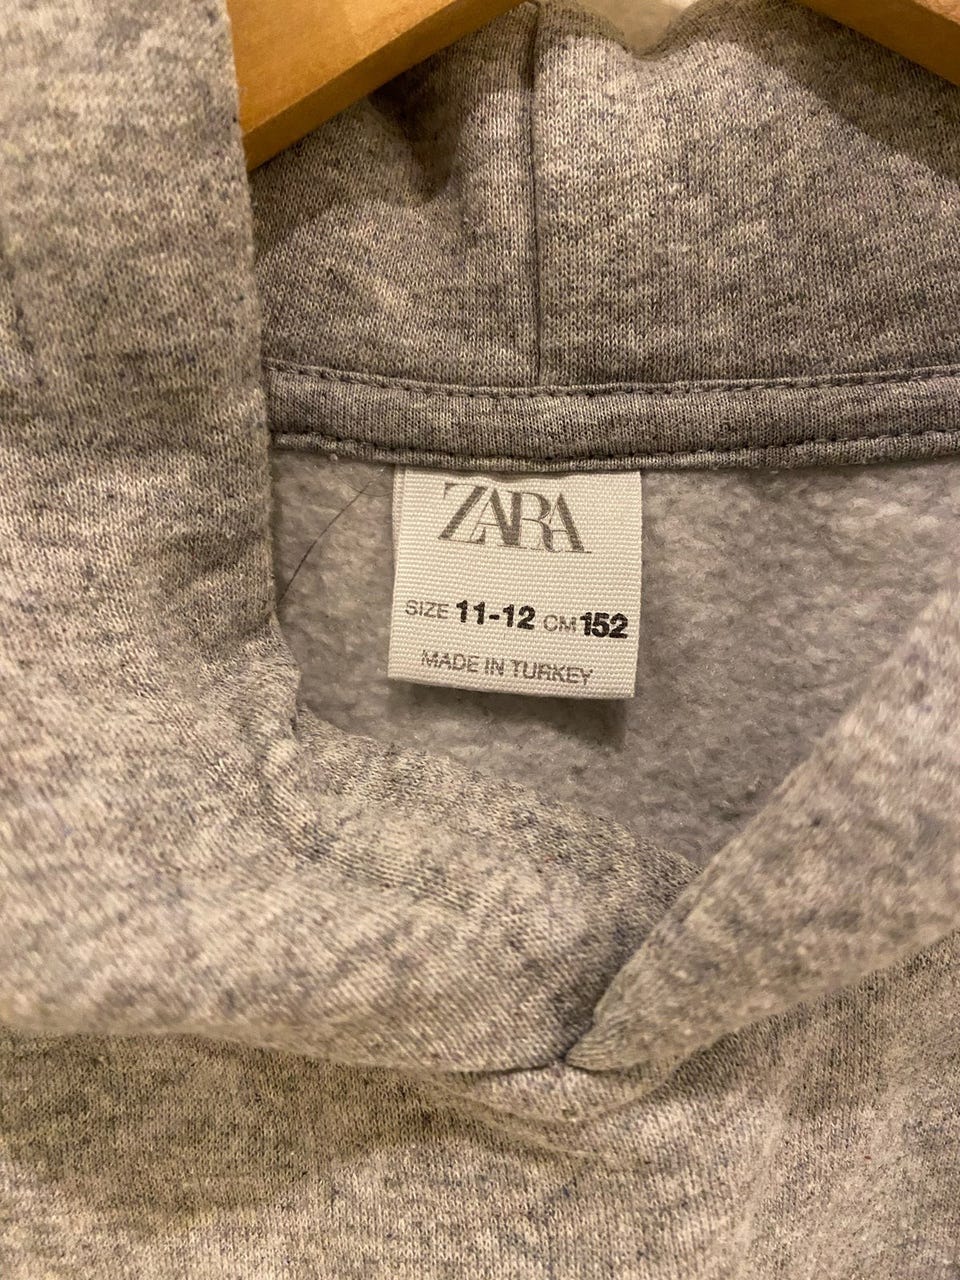 ZARA
SIZE 11-12 CM 152
MADE IN TURKEY